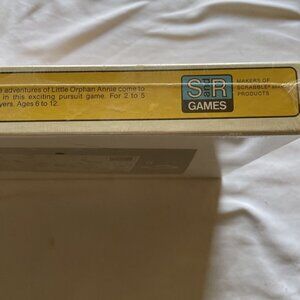 adventures of Little Orphan Annie come to
in this exciting pursuit game. For 2 to 5
yers. Ages 6 to 12.
S and R
GAMES
MAKERS OF
SCRABBLE®
PRODUCTS